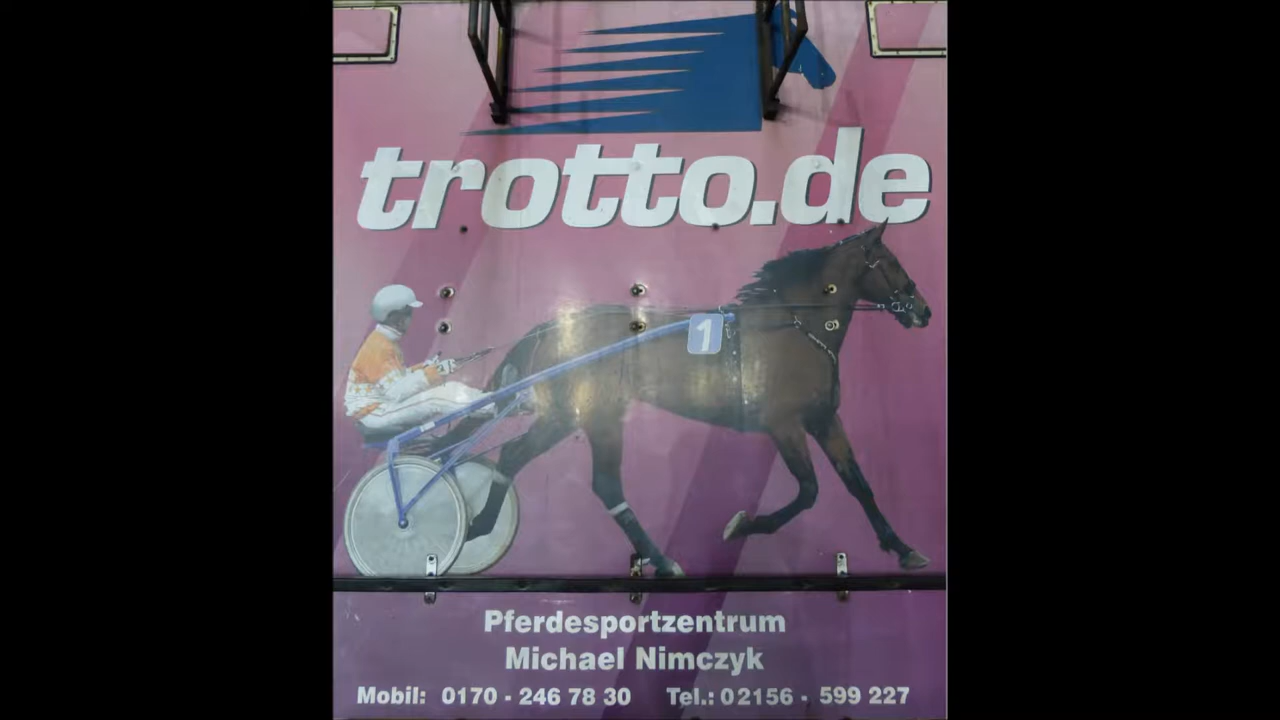 trotto.de
1
Pferdesportzentrum
Michael Nimczyk
Mobil: 0170 - 246 78 30 Tel.: 02156 - 599 227